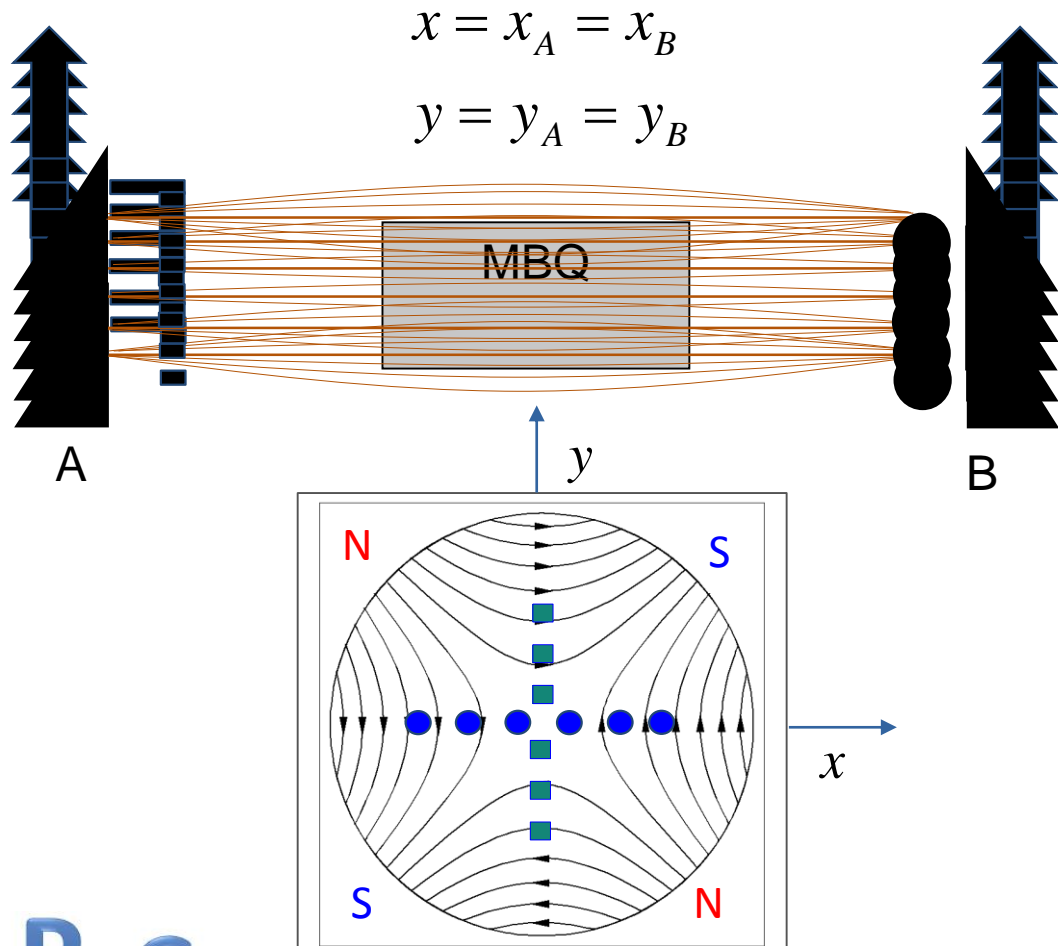 x = x_A = x_B
y = y_A = y_B
MBQ
A
B
y
N
S
x
S
N